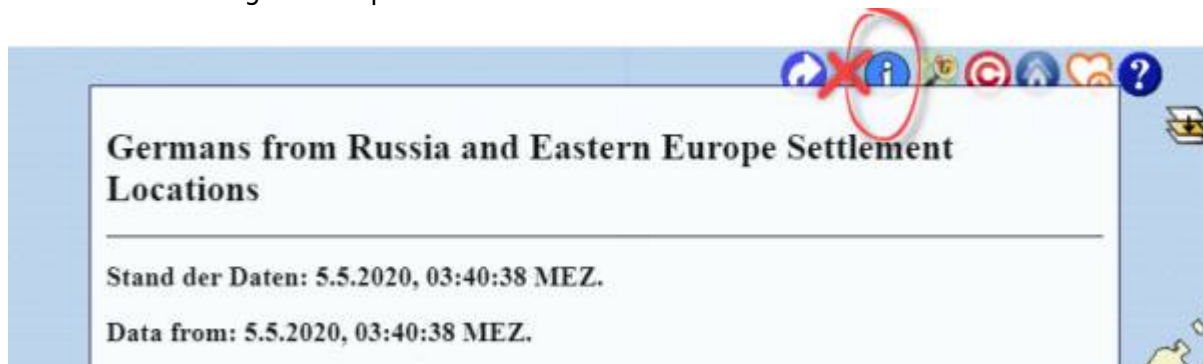 Germans from Russia and Eastern Europe Settlement
Locations
Stand der Daten: 5.5.2020, 03:40:38 MEZ.
Data from: 5.5.2020, 03:40:38 MEZ.